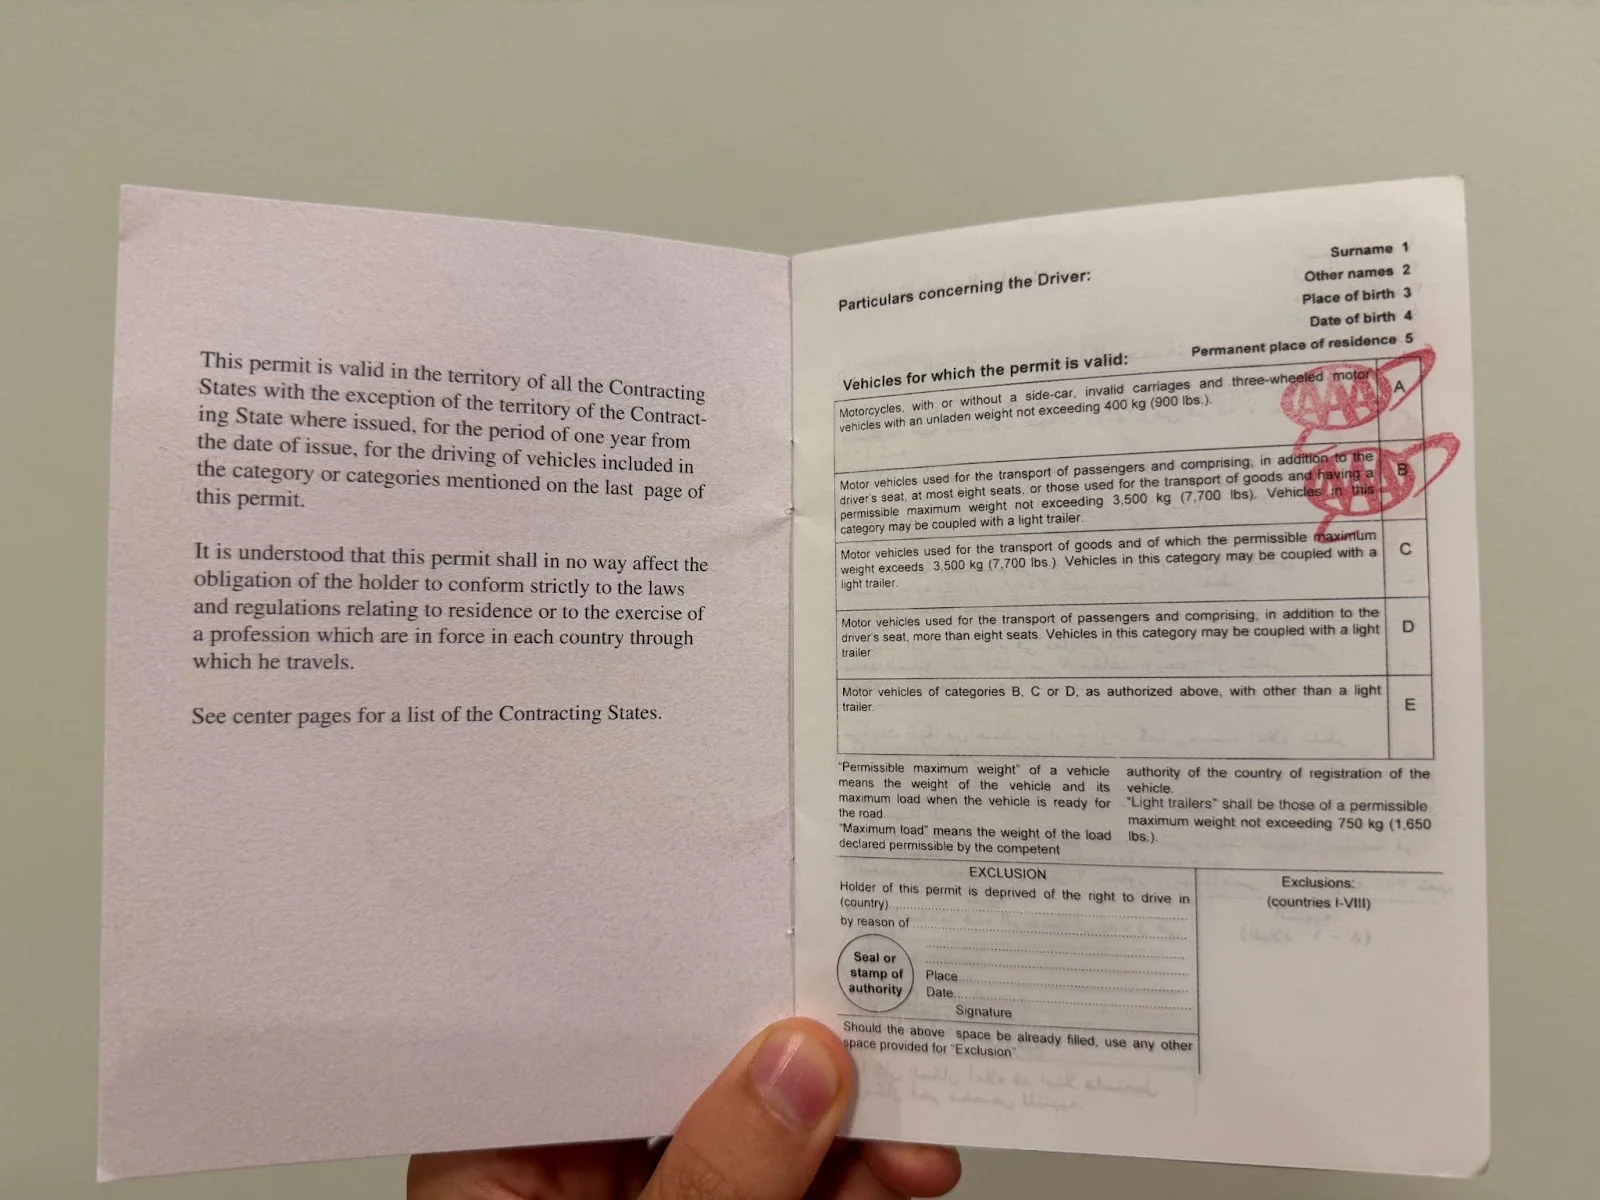 This permit is valid in the territory of all the Contracting
States with the exception of the territory of the Contract-
ing State where issued, for the period of one year from
the date of issue, for the driving of vehicles included in
the category or categories mentioned on the last page of
this permit.
It is understood that this permit shall in no way affect the
obligation of the holder to conform strictly to the laws
and regulations relating to residence or to the exercise of
a profession which are in force in each country through
which he travels.
See center pages for a list of the Contracting States.
Particulars concerning the Driver:
Surname 1
Other names 2
Place of birth 3
Date of birth 4
Permanent place of residence 5
Vehicles for which the permit is valid:
Motorcycles, with or without a side-car, invalid carriages and three-wheeled motor
vehicles with an unladen weight not exceeding 400 kg (900 lbs.).
A
AAA
Motor vehicles used for the transport of passengers and comprising, in addition to the
driver's seat, at most eight seats, or those used for the transport of goods and having a
permissible maximum weight not exceeding 3,500 kg (7,700 lbs). Vehicles in this
category may be coupled with a light trailer.
B
AAA
Motor vehicles used for the transport of goods and of which the permissible maximum
weight exceeds 3,500 kg (7,700 lbs.). Vehicles in this category may be coupled with a
light trailer.
C
Motor vehicles used for the transport of passengers and comprising, in addition to the
driver's seat, more than eight seats. Vehicles in this category may be coupled with a light
trailer
D
Motor vehicles of categories B, C or D, as authorized above, with other than a light
trailer.
E
"Permissible maximum weight" of a vehicle
means the weight of the vehicle and its
maximum load when the vehicle is ready for
the road.
"Maximum load" means the weight of the load
declared permissible by the competent
authority of the country of registration of the
vehicle.
"Light trailers" shall be those of a permissible
maximum weight not exceeding 750 kg (1,650
lbs.).
EXCLUSION
Holder of this permit is deprived of the right to drive in
(country)
by reason of
Seal or
stamp of
authority
Place
Date
Signature
Should the above space be already filled, use any other
space provided for "Exclusion".
Exclusions:
(countries I-VIII)